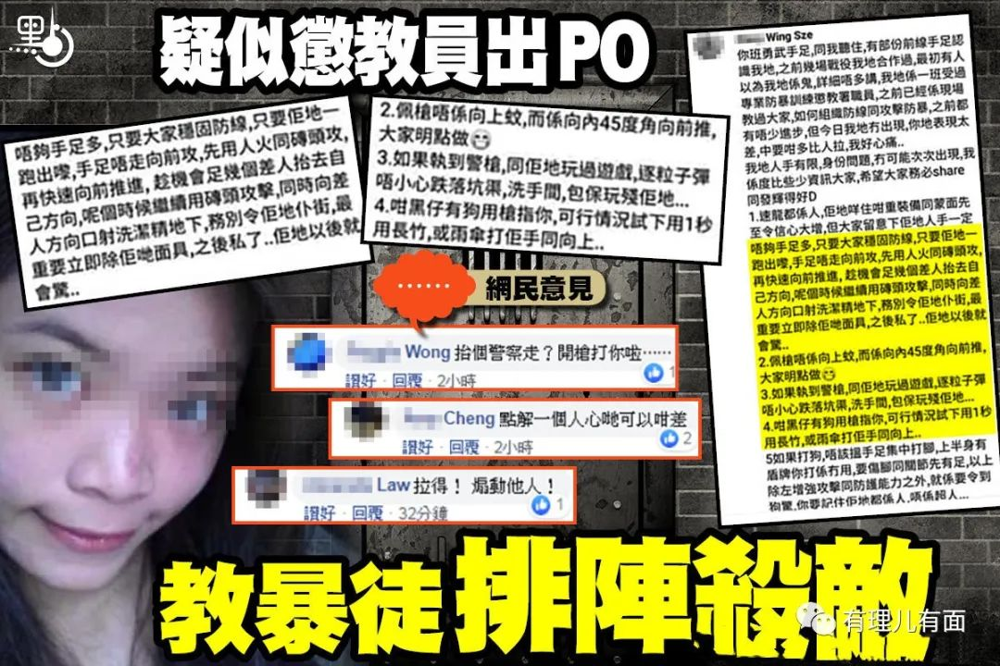 點
疑似懲教員出PO
唔夠手足多,只要大家穩固防線,只要佢地一
跑出嚟,手足唔走向前攻,先用人火同磚頭攻,
再快速向前推進, 趁機會足幾個差人抬去自
己方向,呢個時候繼續用磚頭攻擊,同時向差
人方向口射洗潔精地下,務別令佢地仆街,最
重要立即除佢哋面具,之後私了..佢地以後就
會驚..
2.佩槍唔係向上蚊,而係向內45度角向前推,
大家明點做
3.如果執到警槍,同佢地玩過遊戲,逐粒子彈
唔小心跌落坑渠,洗手間,包保玩殘佢地...
4.咁黑仔有狗用槍指你,可行情況試下用1秒
用長竹,或雨傘打佢手同向上..
Wing Sze
你班勇武手足,同我聽住,有部份前線手足認
識我地,之前幾場戰役我地合作過,最初有人
以為我地係鬼,詳細唔多講,我地係一班受過
專業防暴訓練懲教署職員,之前已經係現場
教過大家,如何組織防線同攻擊防暴,之前都
有唔少進步,但今日我地冇出現,你地表現太
差,中要咁多比人拉,我好心痛..
我地人手有限,身份問題,冇可能次次出現,我
係度比些少資訊大家,希望大家務必share
同發輝得好D
1.速龍都係人,佢地咩住咁重裝備同蒙面先
至令信心大增,但大家留意下佢地人手一定
唔夠手足多,只要大家穩固防線,只要佢地一
跑出嚟,手足唔走向前攻,先用人火同磚頭攻,
再快速向前推進, 趁機會足幾個差人抬去自
己方向,呢個時候繼續用磚頭攻擊,同時向差
人方向口射洗潔精地下,務別令佢地仆街,最
重要立即除佢哋面具,之後私了..佢地以後就
會驚..
2.佩槍唔係向上蚊,而係向內45度角向前推,
大家明點做
3.如果執到警槍,同佢地玩過遊戲,逐粒子彈
唔小心跌落坑渠,洗手間,包保玩殘佢地...
4.咁黑仔有狗用槍指你,可行情況試下用1秒
用長竹,或雨傘打佢手同向上..
5如果打狗,唔該搵手足集中打腳,上半身有
盾牌你打係冇用,要傷腳同關節先有足,以上
除左增強攻擊同防護能力之外,就係要令到
狗驚,你要記住佢地都係人,唔係超人...
……
網民意見
Wong 抬個警察走？開槍打你啦……
讚好 · 回覆 · 2小時 1
Cheng 點解一個人心哋可以咁差
讚好 · 回覆 · 2小時 2
Law 拉得！ 煽動他人！
讚好 · 回覆 · 32分鐘 1
教暴徒排陣殺敵
有理儿有面